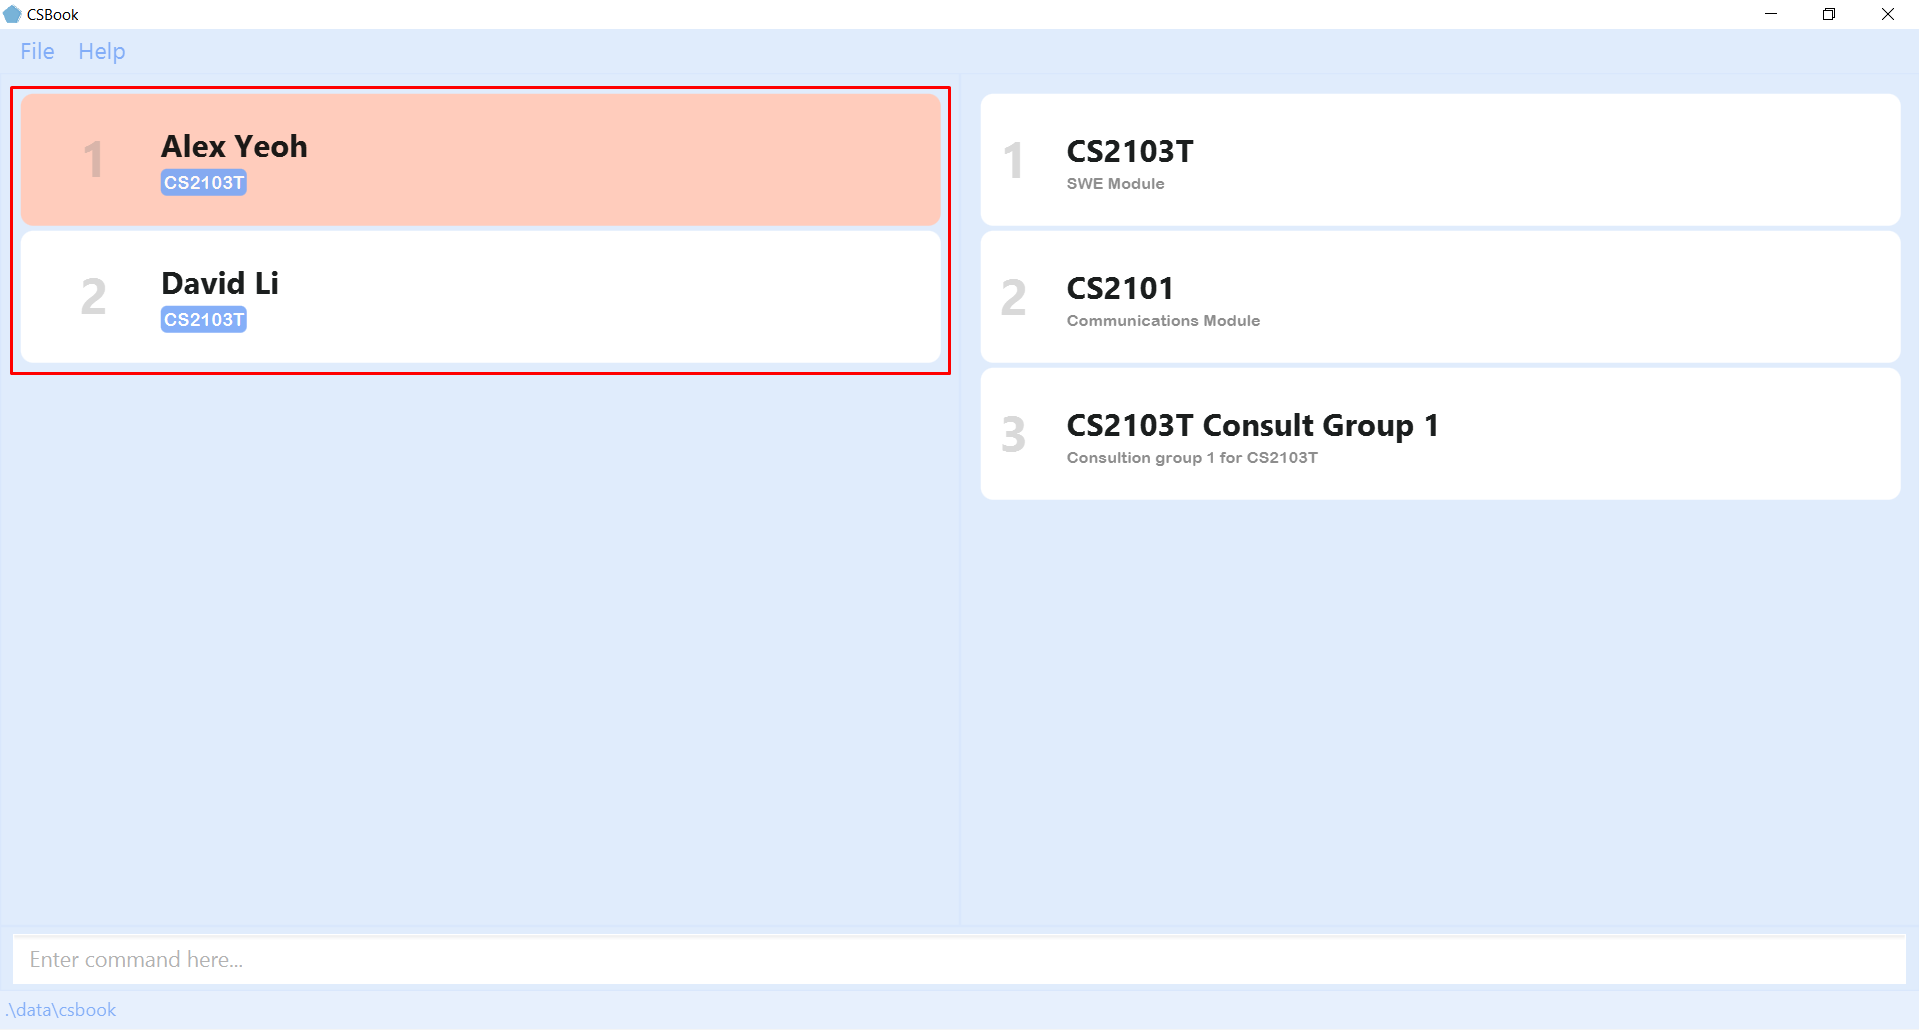 CSBook
File Help
1
Alex Yeoh
CS2103T
2
David Li
CS2103T
1
CS2103T
SWE Module
2
CS2101
Communications Module
3
CS2103T Consult Group 1
Consultion group 1 for CS2103T
Enter command here...
.\data\csbook